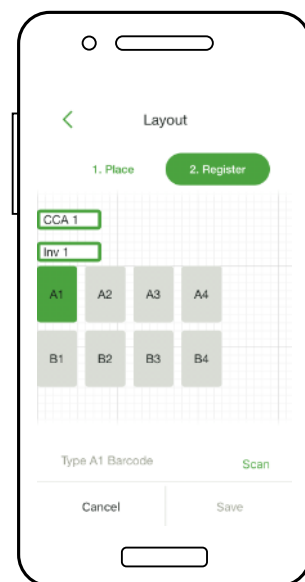 Layout
1. Place 2. Register
CCA 1
Inv 1
A1 A2 A3 A4
B1 B2 B3 B4
Type A1 Barcode Scan
Cancel Save